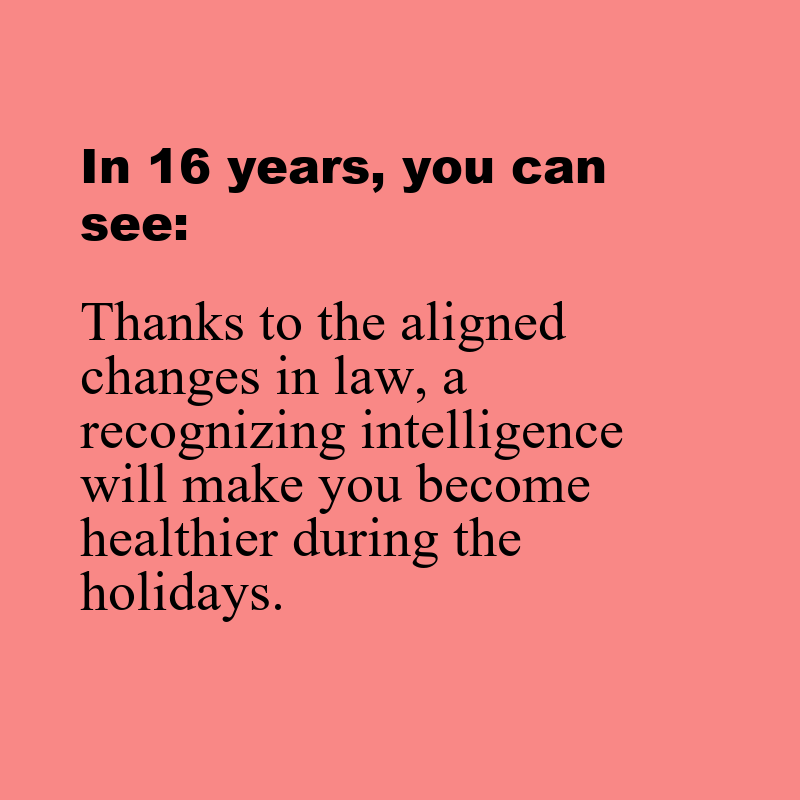 In 16 years, you can
see:
Thanks to the aligned
changes in law, a
recognizing intelligence
will make you become
healthier during the
holidays.